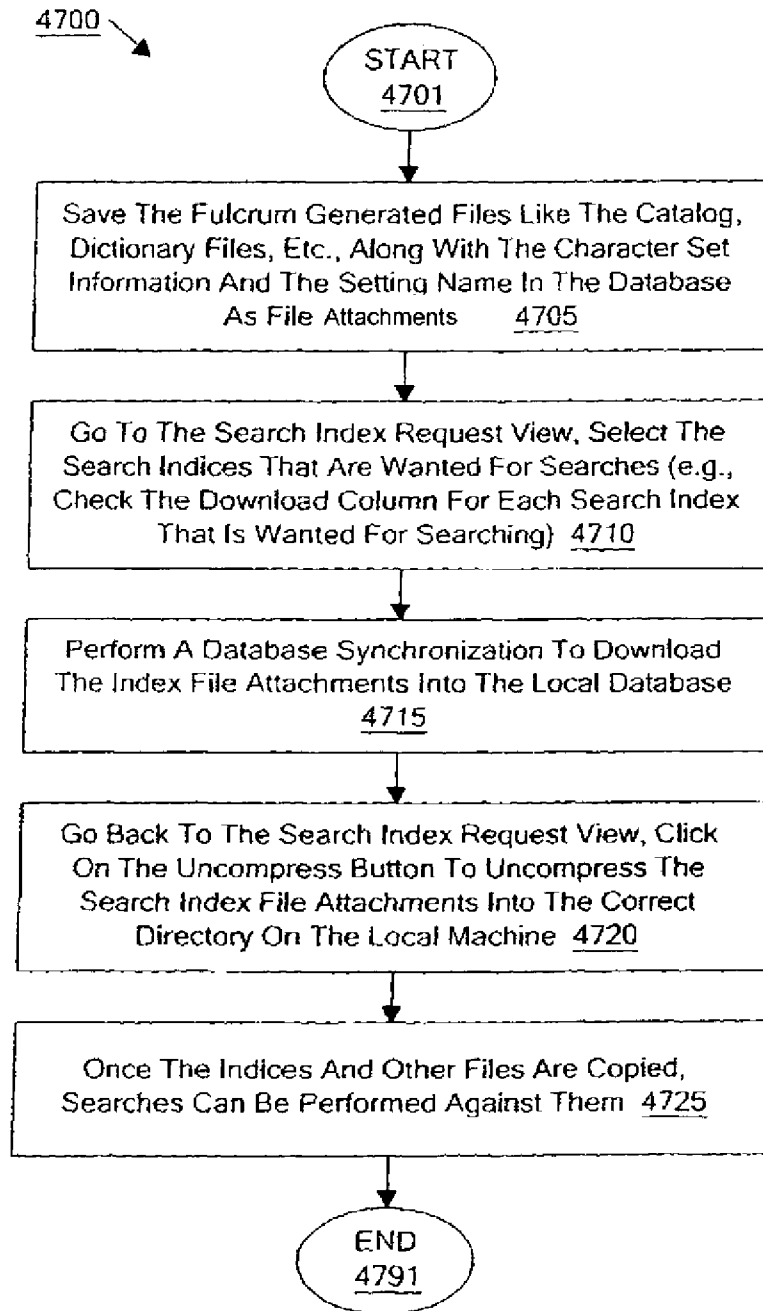 4700
START
4701
Save The Fulcrum Generated Files Like The Catalog,
Dictionary Files, Etc., Along With The Character Set
Information And The Setting Name In The Database
As File Attachments 4705
Go To The Search Index Request View, Select The
Search Indices That Are Wanted For Searches (e.g.,
Check The Download Column For Each Search Index
That Is Wanted For Searching) 4710
Perform A Database Synchronization To Download
The Index File Attachments Into The Local Database
4715
Go Back To The Search Index Request View, Click
On The Uncompress Button To Uncompress The
Search Index File Attachments Into The Correct
Directory On The Local Machine 4720
Once The Indices And Other Files Are Copied,
Searches Can Be Performed Against Them 4725
END
4791